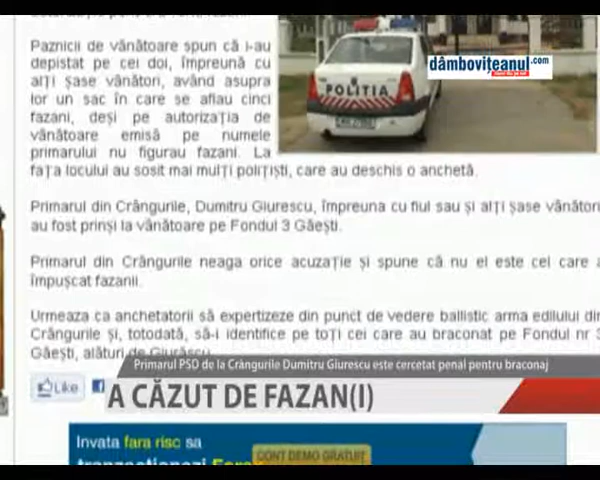 Paznicii de vânătoare spun că i-au
depistat pe cei doi, împreună cu
alți șase vânători, având asupra
lor un sac în care se aflau cinci
fazani, deși pe autorizația de
vânătoare emisă pe numele
primarului nu figurau fazani. La
fața locului au sosit mai mulți polițiști, care au deschis o anchetă.
dâmbovițeanul.com
POLITIA
Primarul din Crângurile, Dumitru Giurescu, împreuna cu fiul sau și alți șase vânători
au fost prinși la vânătoare pe Fondul 3 Găești.
Primarul din Crângurile neaga orice acuzație și spune că nu el este cel care a
împușcat fazanii.
Urmeaza ca anchetatorii să expertizeze din punct de vedere ballistic arma edilului din
Crângurile și, totodată, să-i identifice pe toți cei care au braconat pe Fondul nr 3
Găești, alături de Giurăscu.
Primarul PSD de la Crângurile Dumitru Giurescu este cercetat penal pentru braconaj
Like
A CĂZUT DE FAZAN(I)
Invata fara risc sa
tranzactionezi
CONT DEMO GRATUIT